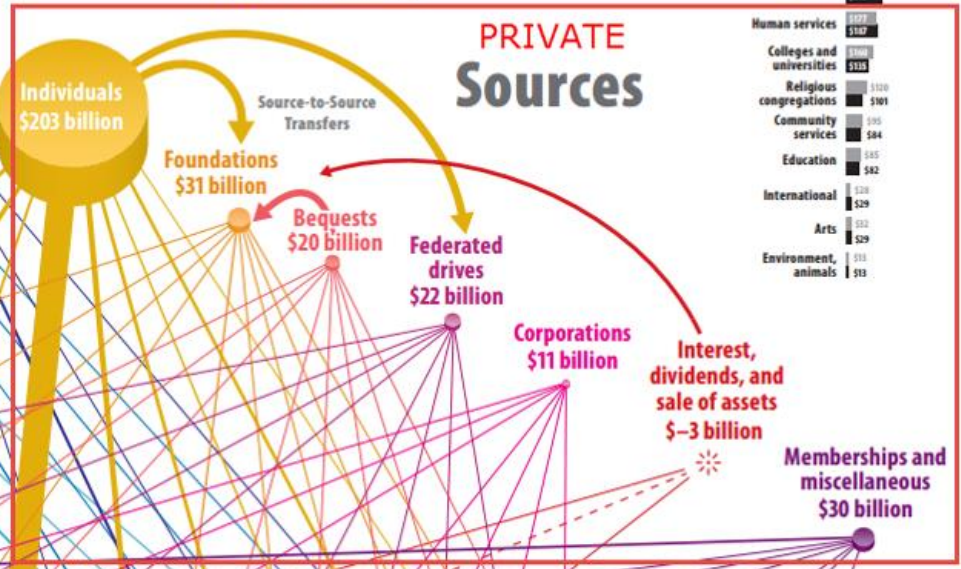 PRIVATE
Sources
Individuals
$203 billion
Source-to-Source
Transfers
Foundations
$31 billion
Bequests
$20 billion
Federated
drives
$22 billion
Corporations
$11 billion
Interest,
dividends, and
sale of assets
$–3 billion
Memberships and
miscellaneous
$30 billion
Human services
$177
$187
Colleges and
universities
$160
$135
Religious
congregations
$120
$101
Community
services
$95
$84
Education
$85
$82
International
$28
$29
Arts
$32
$29
Environment,
animals
$13
$13